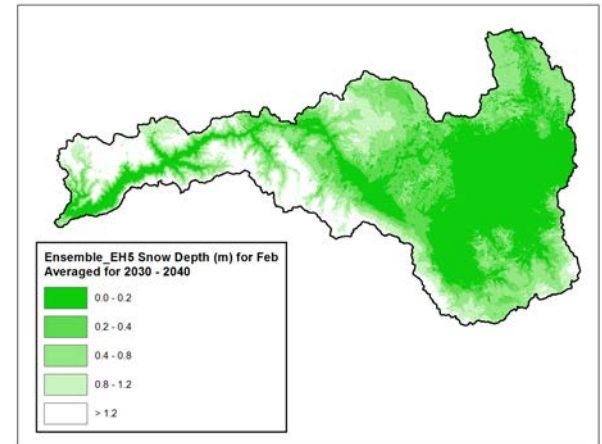 Ensemble_EH5 Snow Depth (m) for Feb
Averaged for 2030 - 2040
0.0 - 0.2
0.2 - 0.4
0.4 - 0.8
0.8 - 1.2
> 1.2